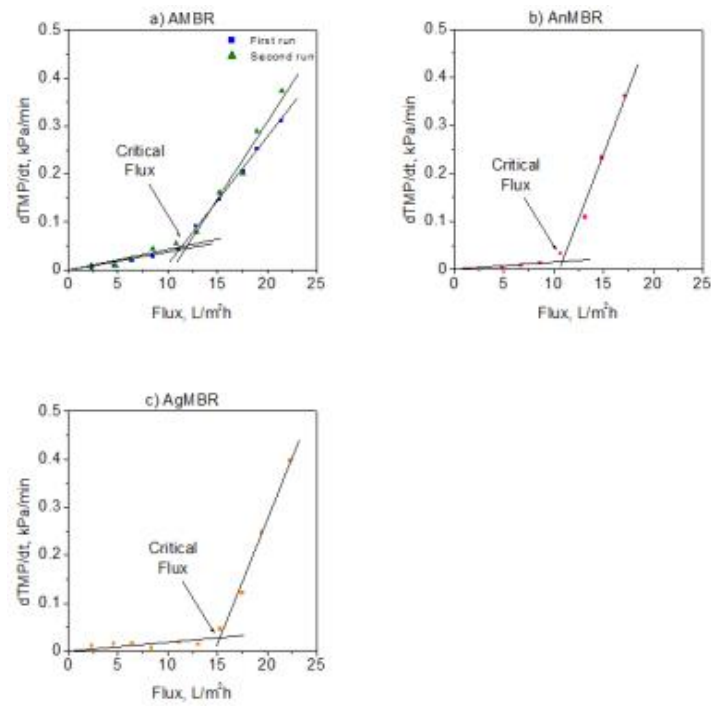 a) AMBR
First run
Second run
0.5
0.4
0.3
0.2
0.1
0
dTMP/dt, kPa/min
Critical
Flux
0 5 10 15 20 25
Flux, L/m²h
b) AnMBR
0.5
0.4
0.3
0.2
0.1
0
dTMP/dt, kPa/min
Critical
Flux
0 5 10 15 20 25
Flux, L/m²h
c) AgMBR
0.5
0.4
0.3
0.2
0.1
0
dTMP/dt, kPa/min
Critical
Flux
0 5 10 15 20 25
Flux, L/m²h